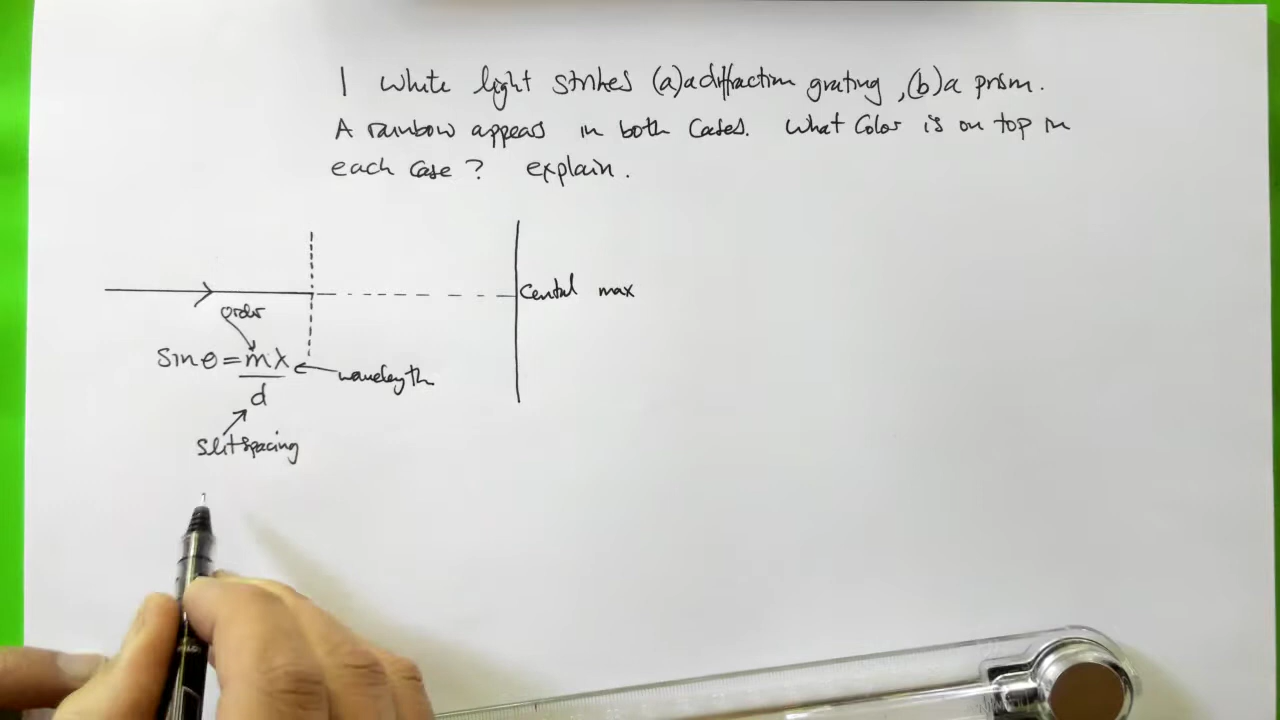 1 White light strikes (a)a diffraction grating, (b)a prism.
A rainbow appears in both cases. What Color is on top in
each case? explain.
Central max
order
sinθ = mλ
d
wavelength
slit spacing